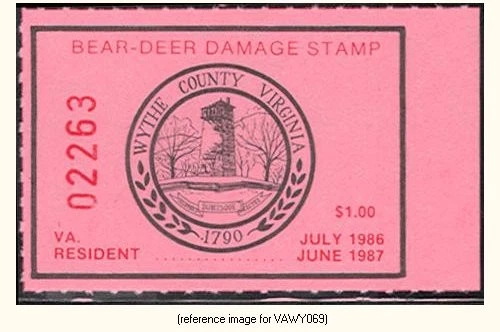 BEAR-DEER DAMAGE STAMP
02263
WYTHE COUNTY VIRGINIA
1790
$1.00
VA. JULY 1986
RESIDENT ................ JUNE 1987
(reference image for VAWY069)